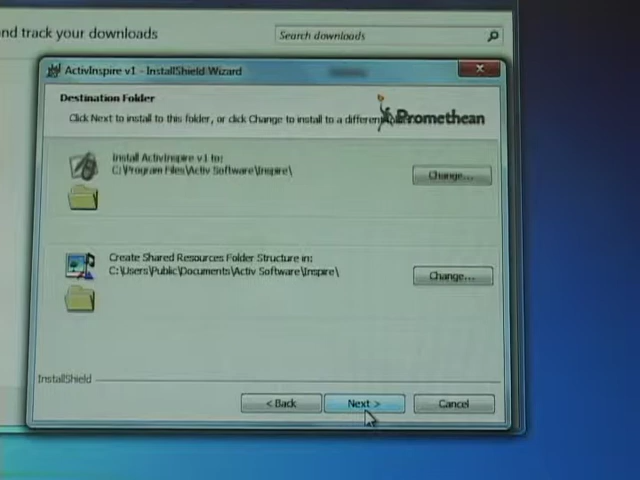 nd track your downloads
Search downloads
ActivInspire v1 - InstallShield Wizard
Destination Folder
Click Next to install to this folder, or click Change to install to a different
Promethean
Install ActivInspire v1 to:
C:\Program Files\Activ Software\Inspire\
Change...
Create Shared Resources Folder Structure in:
C:\Users\Public\Documents\Activ Software\Inspire\
Change...
InstallShield
< Back
Next >
Cancel